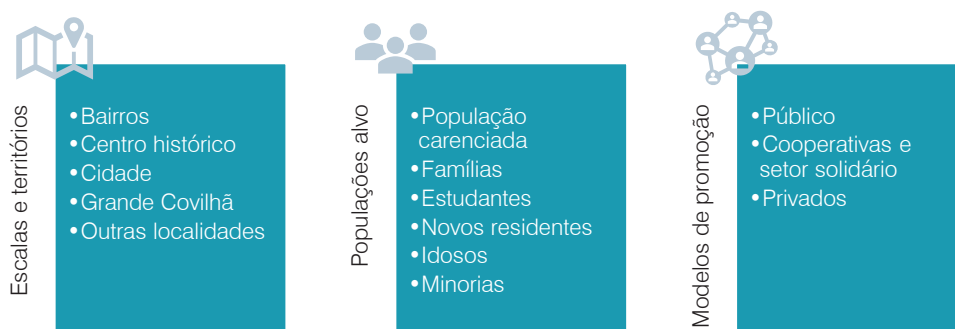 Escalas e territórios
•Bairros
•Centro histórico
•Cidade
•Grande Covilhã
•Outras localidades
Populações alvo
•População
carenciada
•Famílias
•Estudantes
•Novos residentes
•Idosos
•Minorias
Modelos de promoção
•Público
•Cooperativas e
setor solidário
•Privados